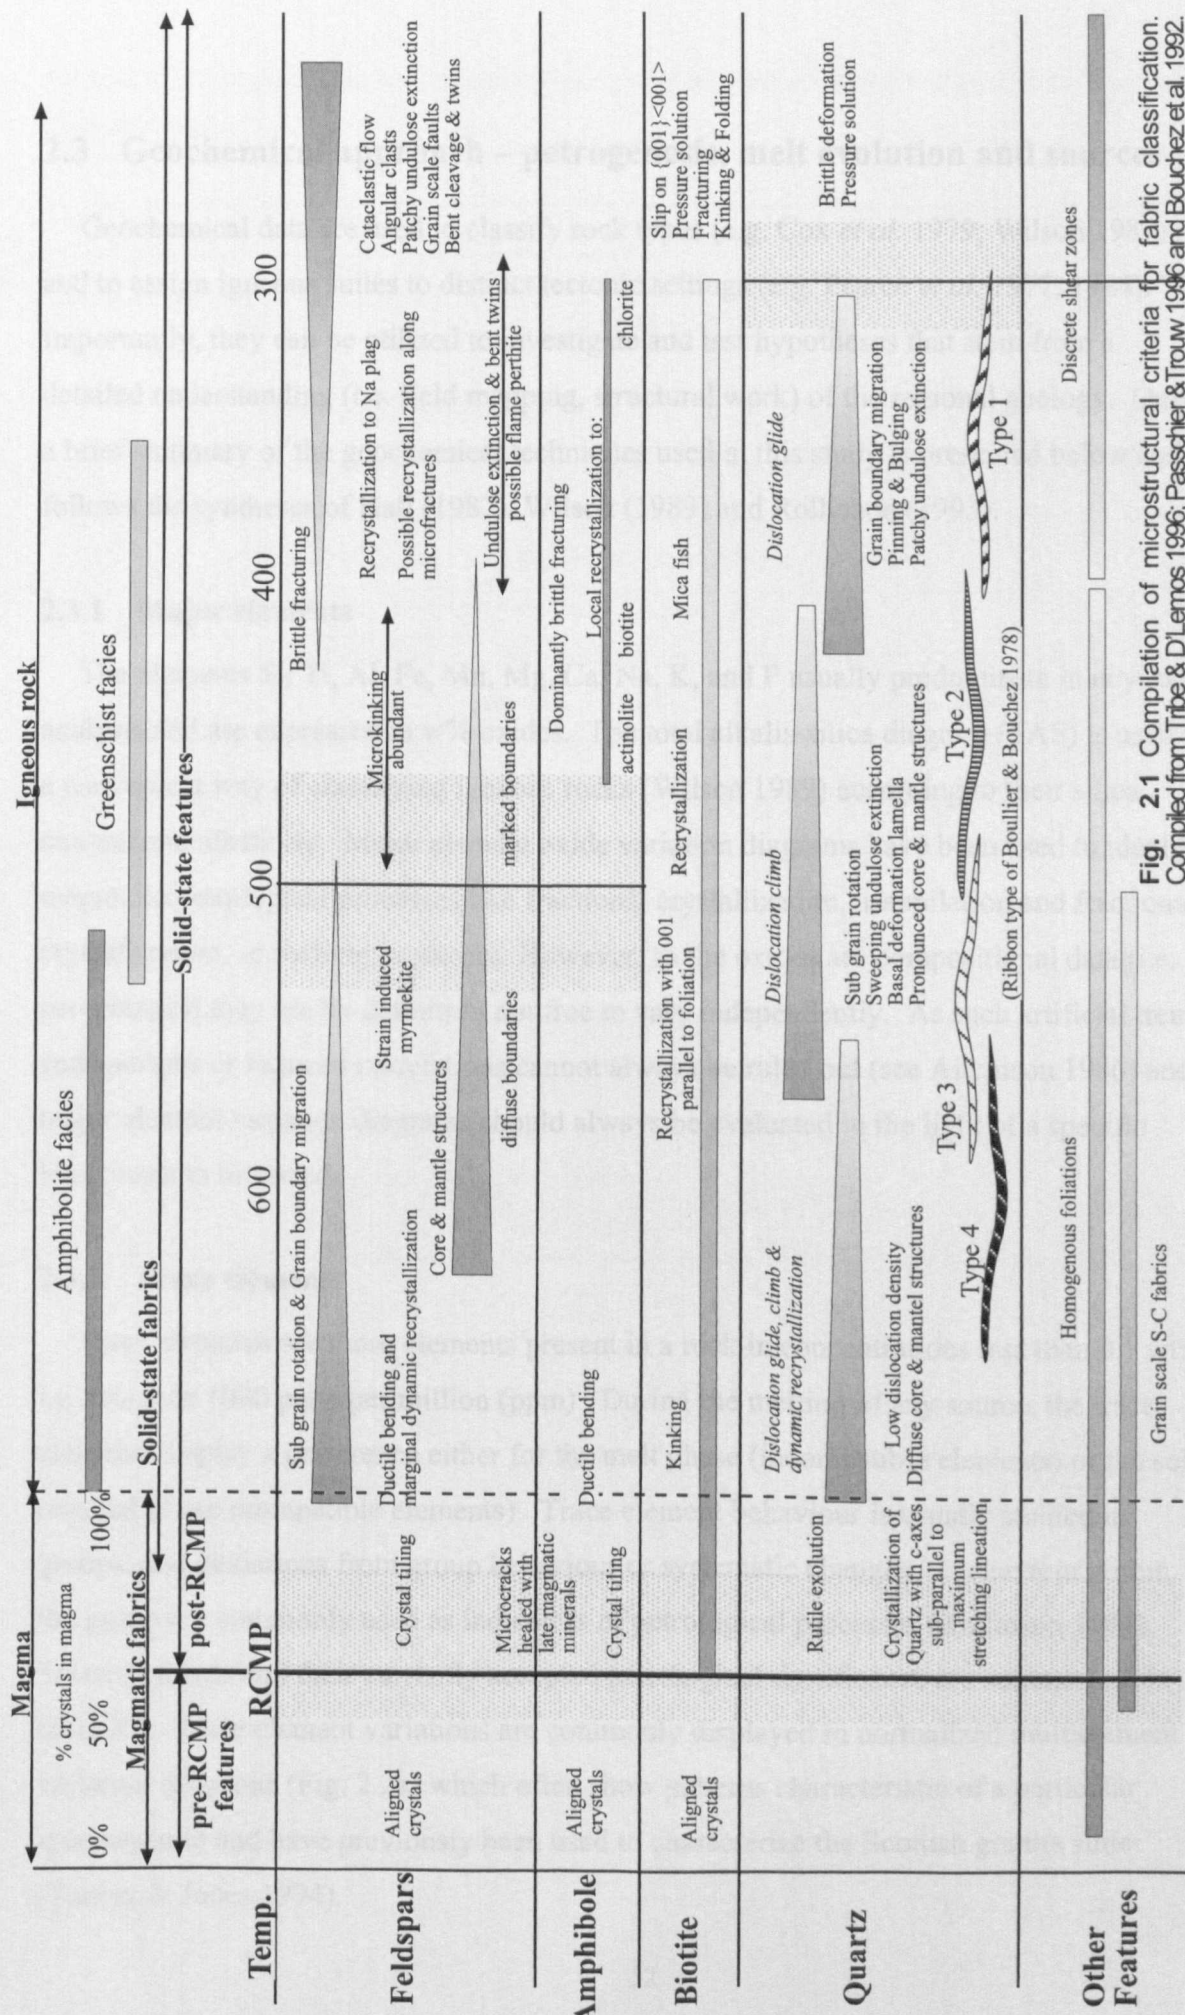 Magma
Igneous rock
% crystals in magma
0%
50%
100%
Amphibolite facies
Greenschist facies
Magmatic fabrics
Solid-state fabrics
pre-RCMP
features
post-RCMP
Solid-state features
Temp.
RCMP
600
500
400
300
Feldspars
Aligned
crystals
Crystal tiling
Microcracks
healed with
late magmatic
minerals
Sub grain rotation & Grain boundary migration
Ductile bending and
marginal dynamic recrystallization
Core & mantle structures
Strain induced
myrmekite
diffuse boundaries
marked boundaries
Microkinking
abundant
Brittle fracturing
Recrystallization to Na plag.
Possible recrystallization along
microfractures
Undulose extinction & bent twins
possible flame perthite
Cataclastic flow
Angular clasts
Patchy undulose extinction
Grain scale faults
Bent cleavage & twins
Amphibole
Aligned
crystals
Crystal tiling
Ductile bending
Dominantly brittle fracturing
Local recrystallization to:
actinolite
biotite
chlorite
Biotite
Aligned
crystals
Kinking
Recrystallization with 001
parallel to foliation
Recrystallization
Mica fish
Slip on {001}<001>
Pressure solution
Fracturing
Kinking & Folding
Quartz
Rutile exolution
Crystallization of
Quartz with c-axes
subparallel to
maximum
stretching lineation
Dislocation glide, climb &
dynamic recrystallization
Low dislocation density
Diffuse core & mantel structures
Dislocation climb
Sub grain rotation
Sweeping undulose extinction
Basal deformation lamella
Pronounced core & mantle structures
Dislocation glide
Grain boundary migration
Pinning & Bulging
Patchy undulose extinction
Brittle deformation
Pressure solution
Type 4
Type 3
Type 2
Type 1
(Ribbon type of Boullier & Bouchez 1978)
Other
Features
Homogenous foliations
Discrete shear zones
Grain scale S-C fabrics
Fig. 2.1 Compilation of microstructural criteria for fabric classification.
Compiled from Tribe & D'Lemos 1996; Passchier & Trouw 1996 and Bouchez et al. 1992.